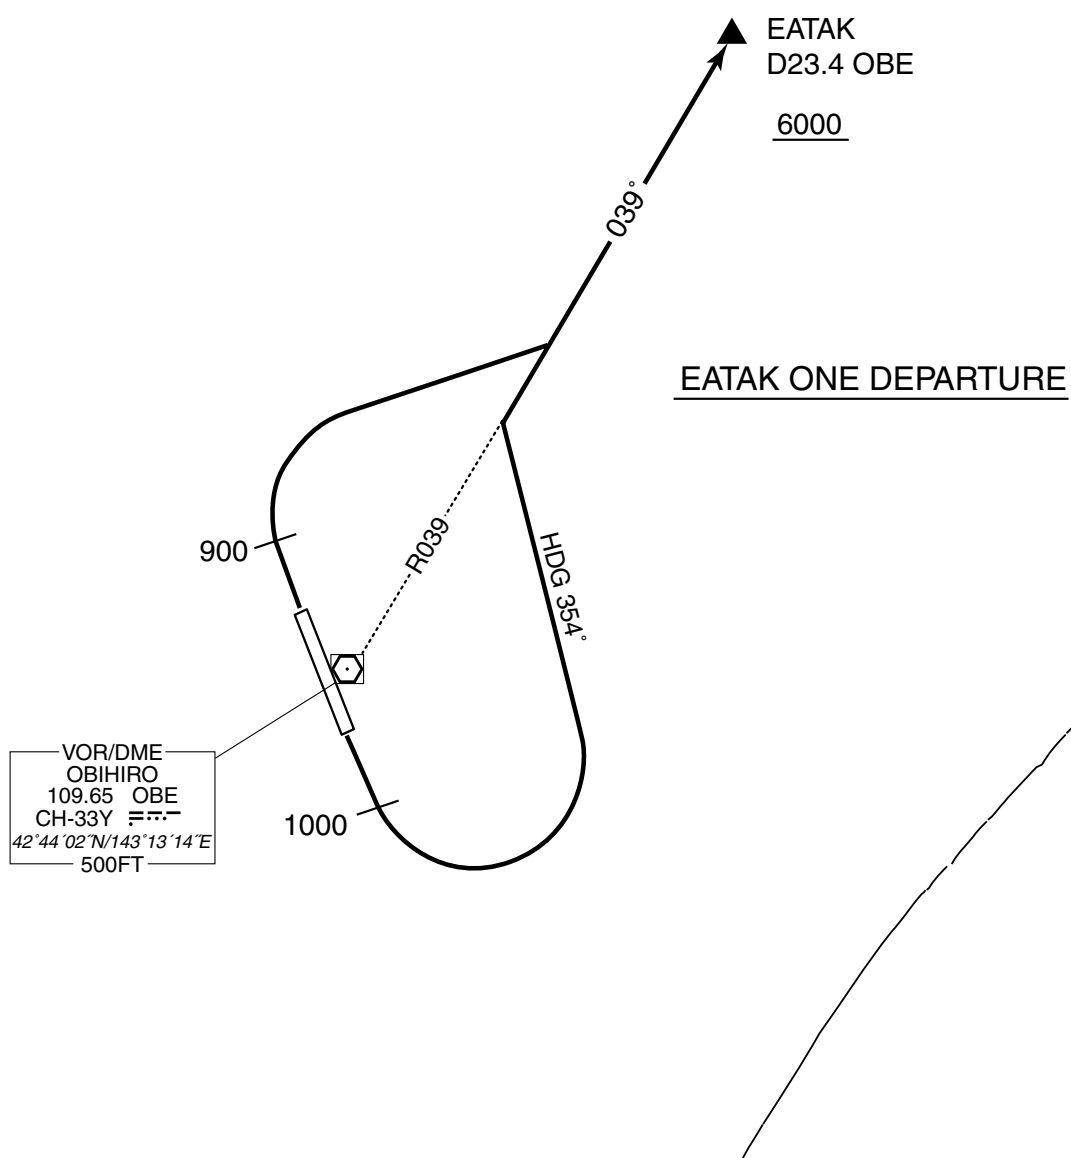 EATAK
D23.4 OBE
6000
039°
EATAK ONE DEPARTURE
900
R039
HDG 354°
VOR/DME
OBIHIRO
109.65 OBE
CH-33Y
42°44´02˝N/143°13´14˝E
500FT
1000